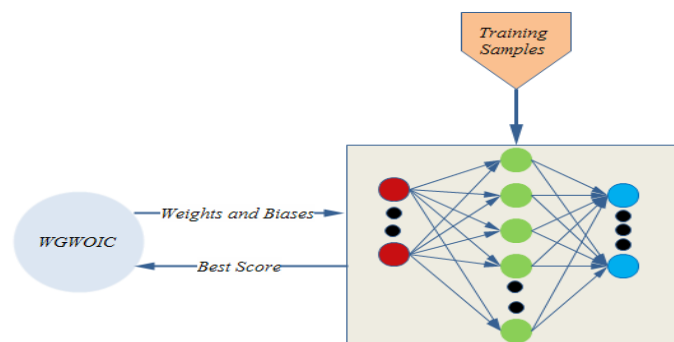 Training
Samples
Weights and Biases
WGWOIC
Best Score